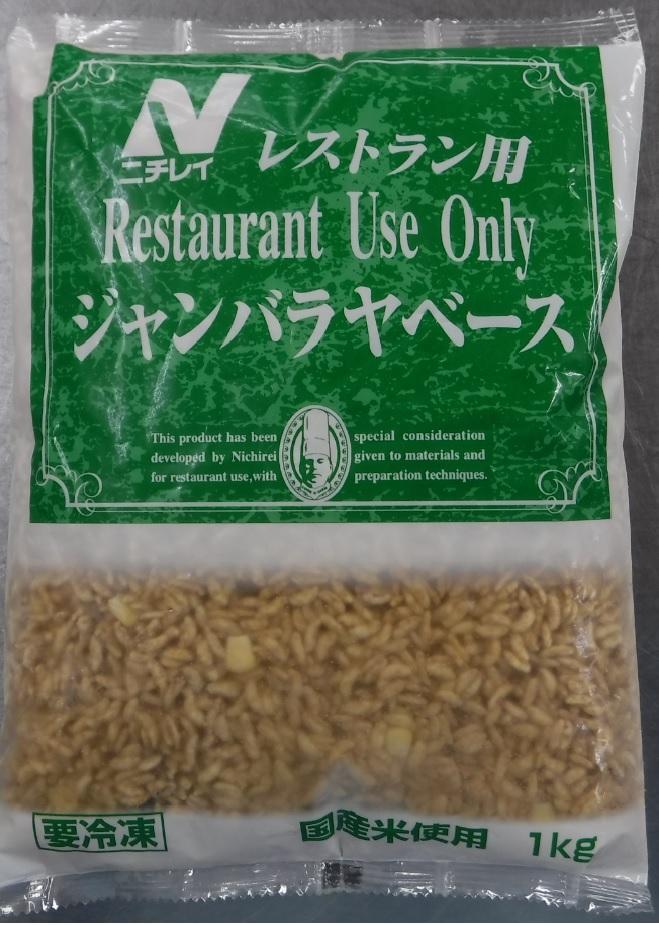 ニチレイ
レストラン用
Restaurant Use Only
ジャンバラヤベース
This product has been special consideration
developed by Nichirei given to materials and
for restaurant use,with preparation techniques.
要冷凍 国産米使用 1kg